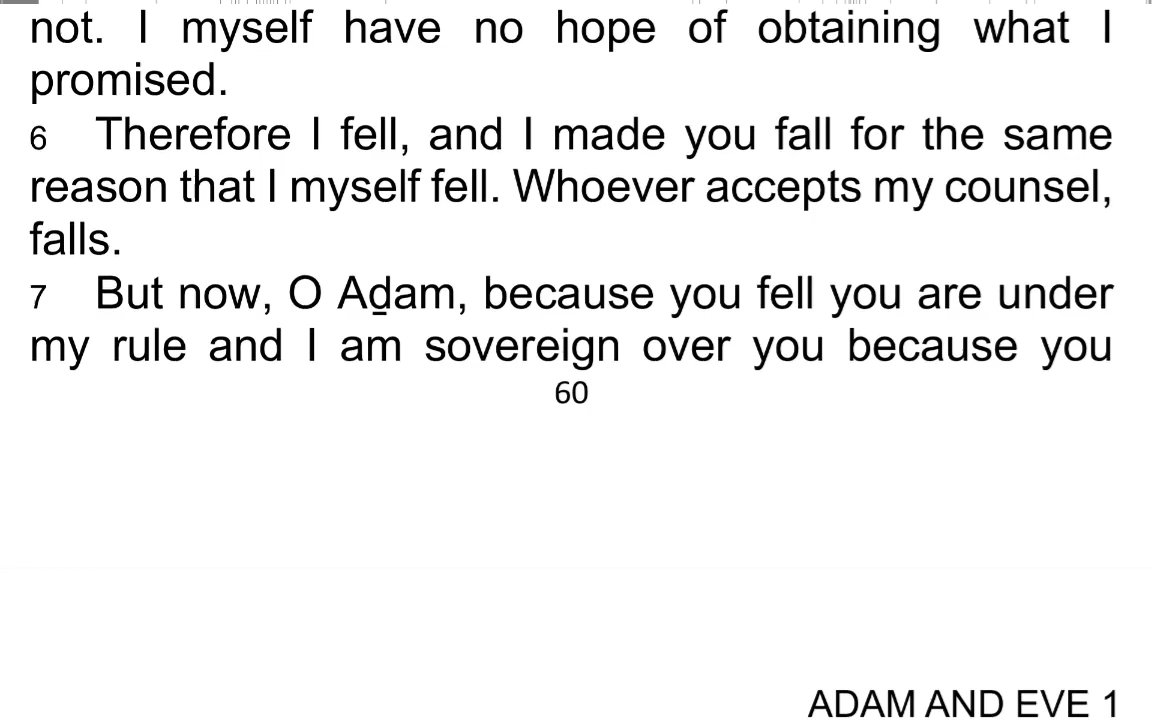 not. I myself have no hope of obtaining what I
promised.
6 Therefore I fell, and I made you fall for the same
reason that I myself fell. Whoever accepts my counsel,
falls.
7 But now, O Aḏam, because you fell you are under
my rule and I am sovereign over you because you
60
ADAM AND EVE 1